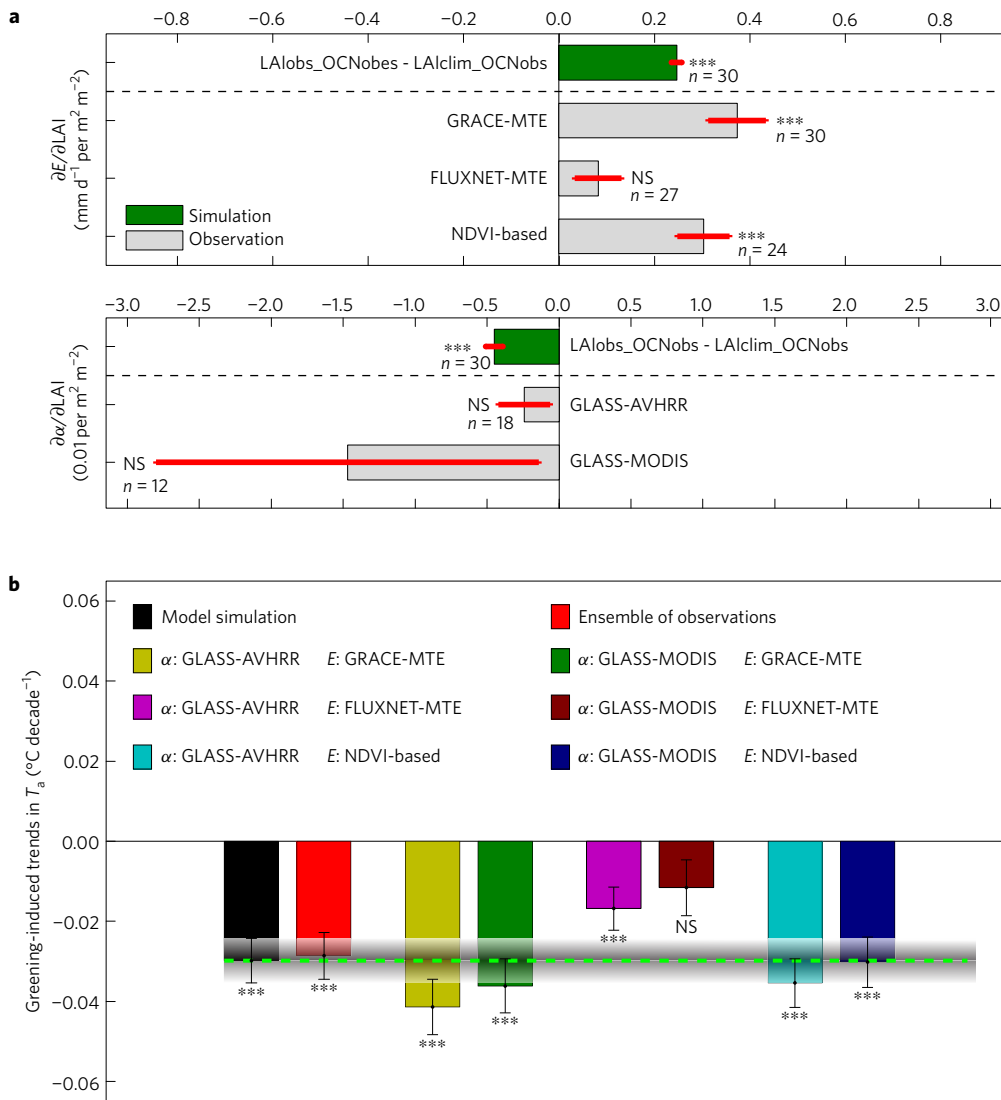 a
−0.8 −0.6 −0.4 −0.2 0.0 0.2 0.4 0.6 0.8
∂E/∂LAI
(mm d⁻¹ per m² m⁻²)
LAIobs_OCNobes - LAIclim_OCNobs
***
n = 30
GRACE-MTE
***
n = 30
FLUXNET-MTE
NS
n = 27
NDVI-based
***
n = 24
Simulation
Observation
−3.0 −2.5 −2.0 −1.5 −1.0 −0.5 0.0 0.5 1.0 1.5 2.0 2.5 3.0
∂α/∂LAI
(0.01 per m² m⁻²)
***
n = 30
LAIobs_OCNobs - LAIclim_OCNobs
NS
n = 18
GLASS-AVHRR
NS
n = 12
GLASS-MODIS
b
Greening-induced trends in Tₐ (°C decade⁻¹)
0.06
0.04
0.02
0.00
−0.02
−0.04
−0.06
Model simulation
Ensemble of observations
α: GLASS-AVHRR E: GRACE-MTE
α: GLASS-MODIS E: GRACE-MTE
α: GLASS-AVHRR E: FLUXNET-MTE
α: GLASS-MODIS E: FLUXNET-MTE
α: GLASS-AVHRR E: NDVI-based
α: GLASS-MODIS E: NDVI-based
***
***
***
***
***
NS
***
***